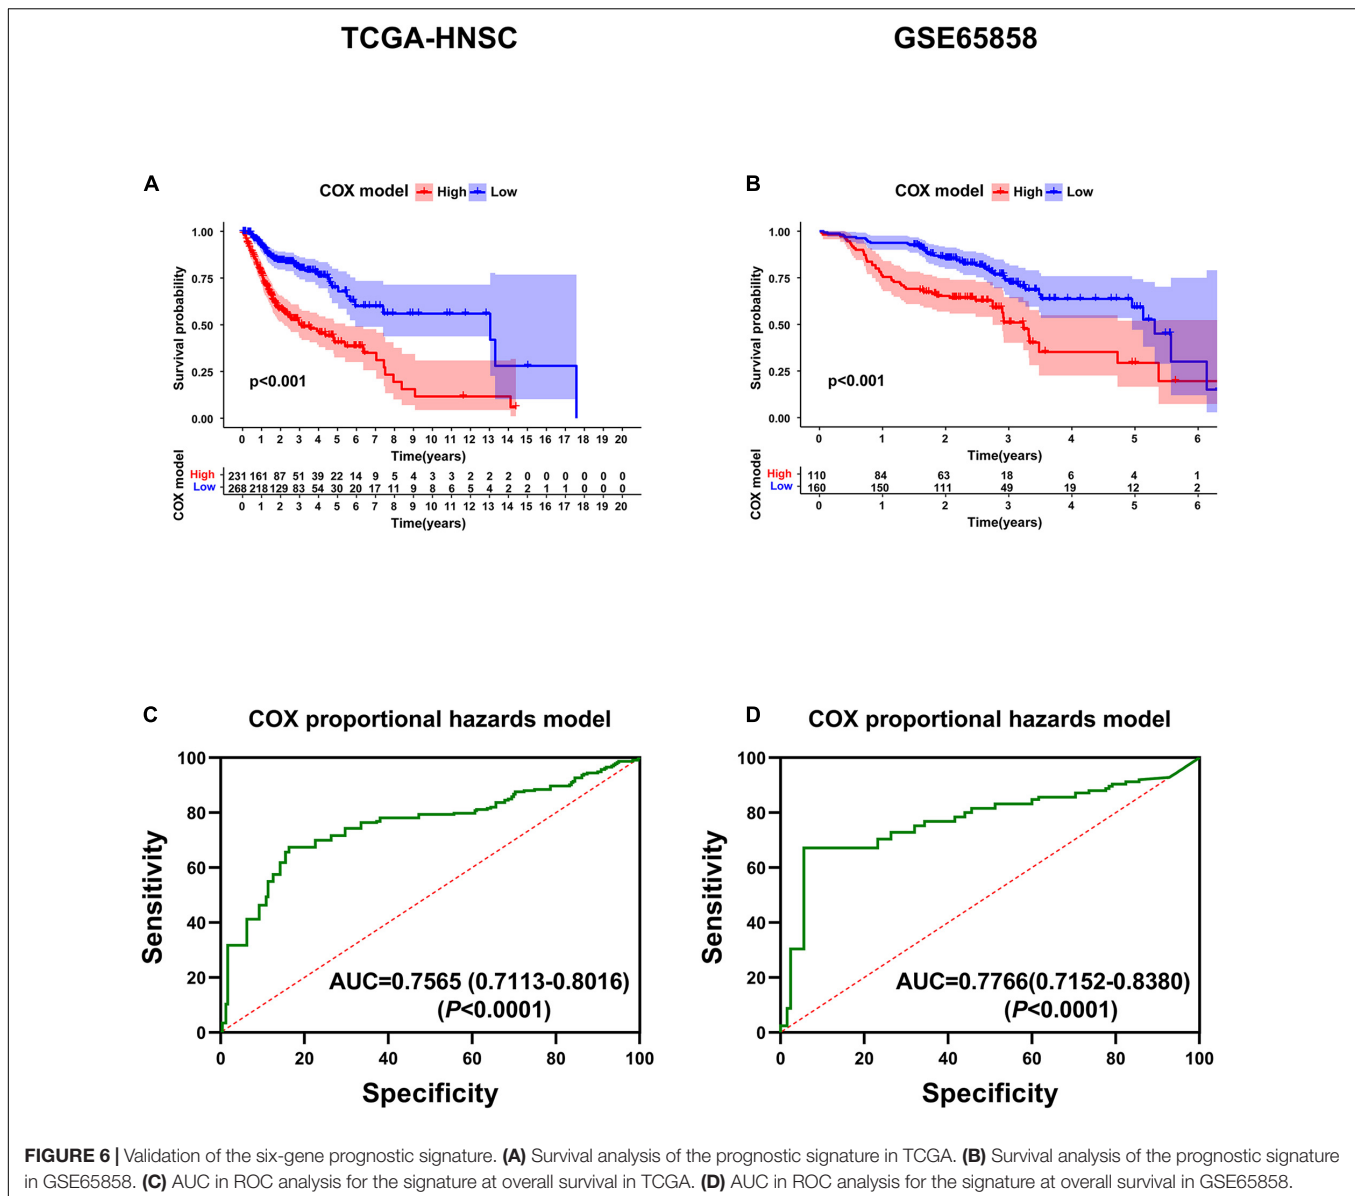 TCGA-HNSC
GSE65858
A
COX model High Low
1.00
0.75
0.50
0.25
0.00
Survival probability
p<0.001
0 1 2 3 4 5 6 7 8 9 10 11 12 13 14 15 16 17 18 19 20
Time(years)
COX model
High 231 161 87 51 39 22 14 9 5 4 3 3 2 2 2 0 0 0 0 0 0
Low 268 218 129 83 54 30 20 17 11 9 8 6 5 4 2 2 1 1 0 0 0
0 1 2 3 4 5 6 7 8 9 10 11 12 13 14 15 16 17 18 19 20
Time(years)
B
COX model High Low
1.00
0.75
0.50
0.25
0.00
Survival probability
p<0.001
0 1 2 3 4 5 6
Time(years)
COX model
High 110 84 63 18 6 4 1
Low 160 150 111 49 19 12 2
0 1 2 3 4 5 6
Time(years)
C
COX proportional hazards model
100
80
60
40
20
0
Sensitivity
AUC=0.7565 (0.7113-0.8016)
(P<0.0001)
0 20 40 60 80 100
Specificity
D
COX proportional hazards model
100
80
60
40
20
0
Sensitivity
AUC=0.7766(0.7152-0.8380)
(P<0.0001)
0 20 40 60 80 100
Specificity
FIGURE 6 | Validation of the six-gene prognostic signature. (A) Survival analysis of the prognostic signature in TCGA. (B) Survival analysis of the prognostic signature
in GSE65858. (C) AUC in ROC analysis for the signature at overall survival in TCGA. (D) AUC in ROC analysis for the signature at overall survival in GSE65858.